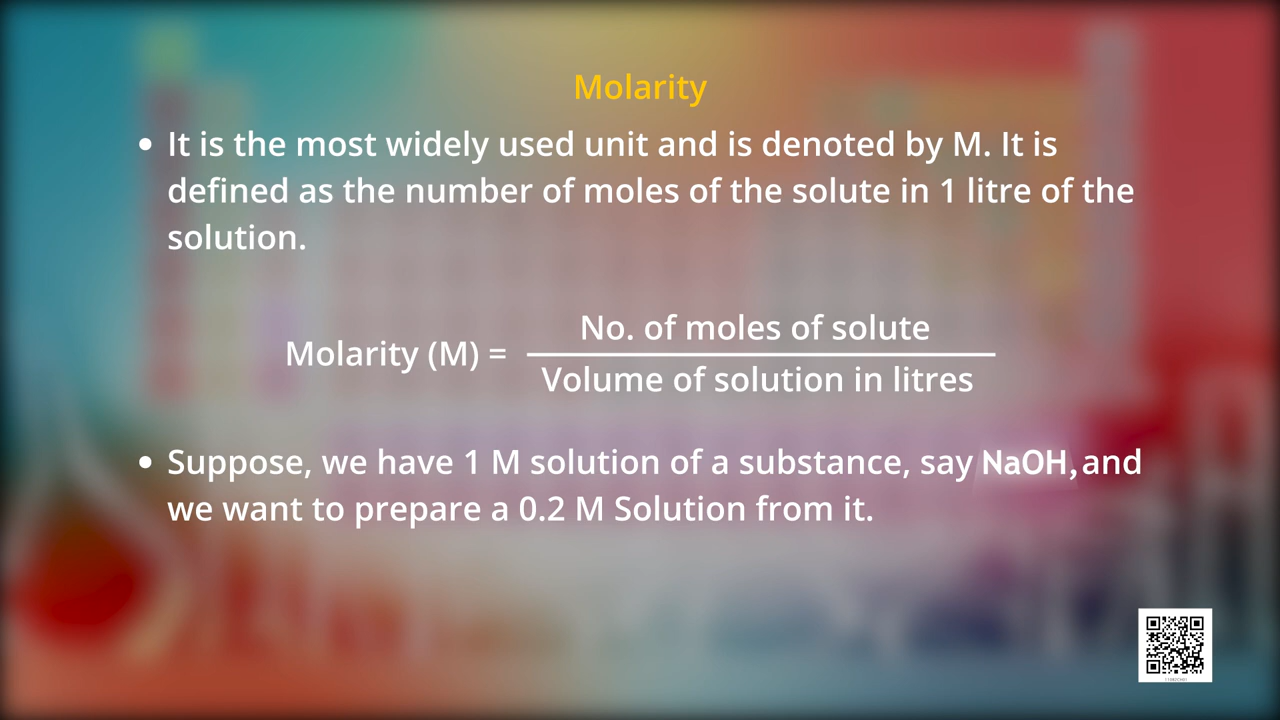 Molarity
• It is the most widely used unit and is denoted by M. It is
defined as the number of moles of the solute in 1 litre of the
solution.
No. of moles of solute
Molarity (M) =
Volume of solution in litres
• Suppose, we have 1 M solution of a substance, say NaOH, and
we want to prepare a 0.2 M Solution from it.